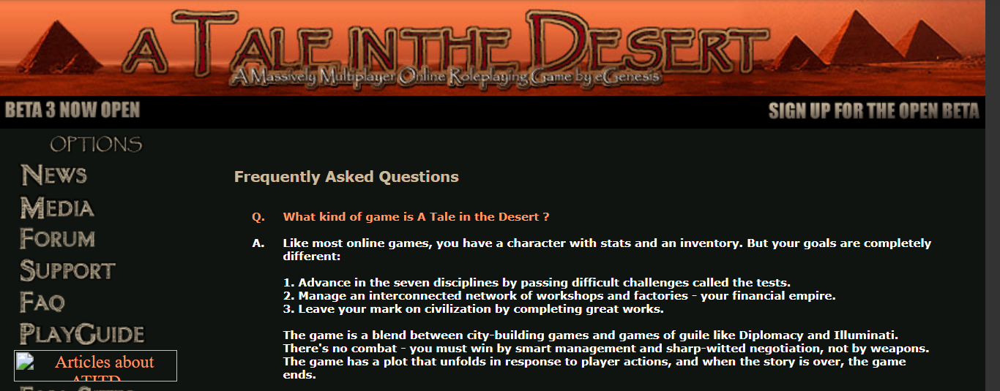 A TALE IN THE DESERT
A Massively Multiplayer Online Roleplaying Game by eGenesis
BETA 3 NOW OPEN
SIGN UP FOR THE OPEN BETA
OPTIONS
NEWS
MEDIA
FORUM
SUPPORT
FAQ
PLAYGUIDE
Articles about
ATITD
Frequently Asked Questions
Q. What kind of game is A Tale in the Desert ?
A. Like most online games, you have a character with stats and an inventory. But your goals are completely
different:
1. Advance in the seven disciplines by passing difficult challenges called the tests.
2. Manage an interconnected network of workshops and factories - your financial empire.
3. Leave your mark on civilization by completing great works.
The game is a blend between city-building games and games of guile like Diplomacy and Illuminati.
There's no combat - you must win by smart management and sharp-witted negotiation, not by weapons.
The game has a plot that unfolds in response to player actions, and when the story is over, the game
ends.